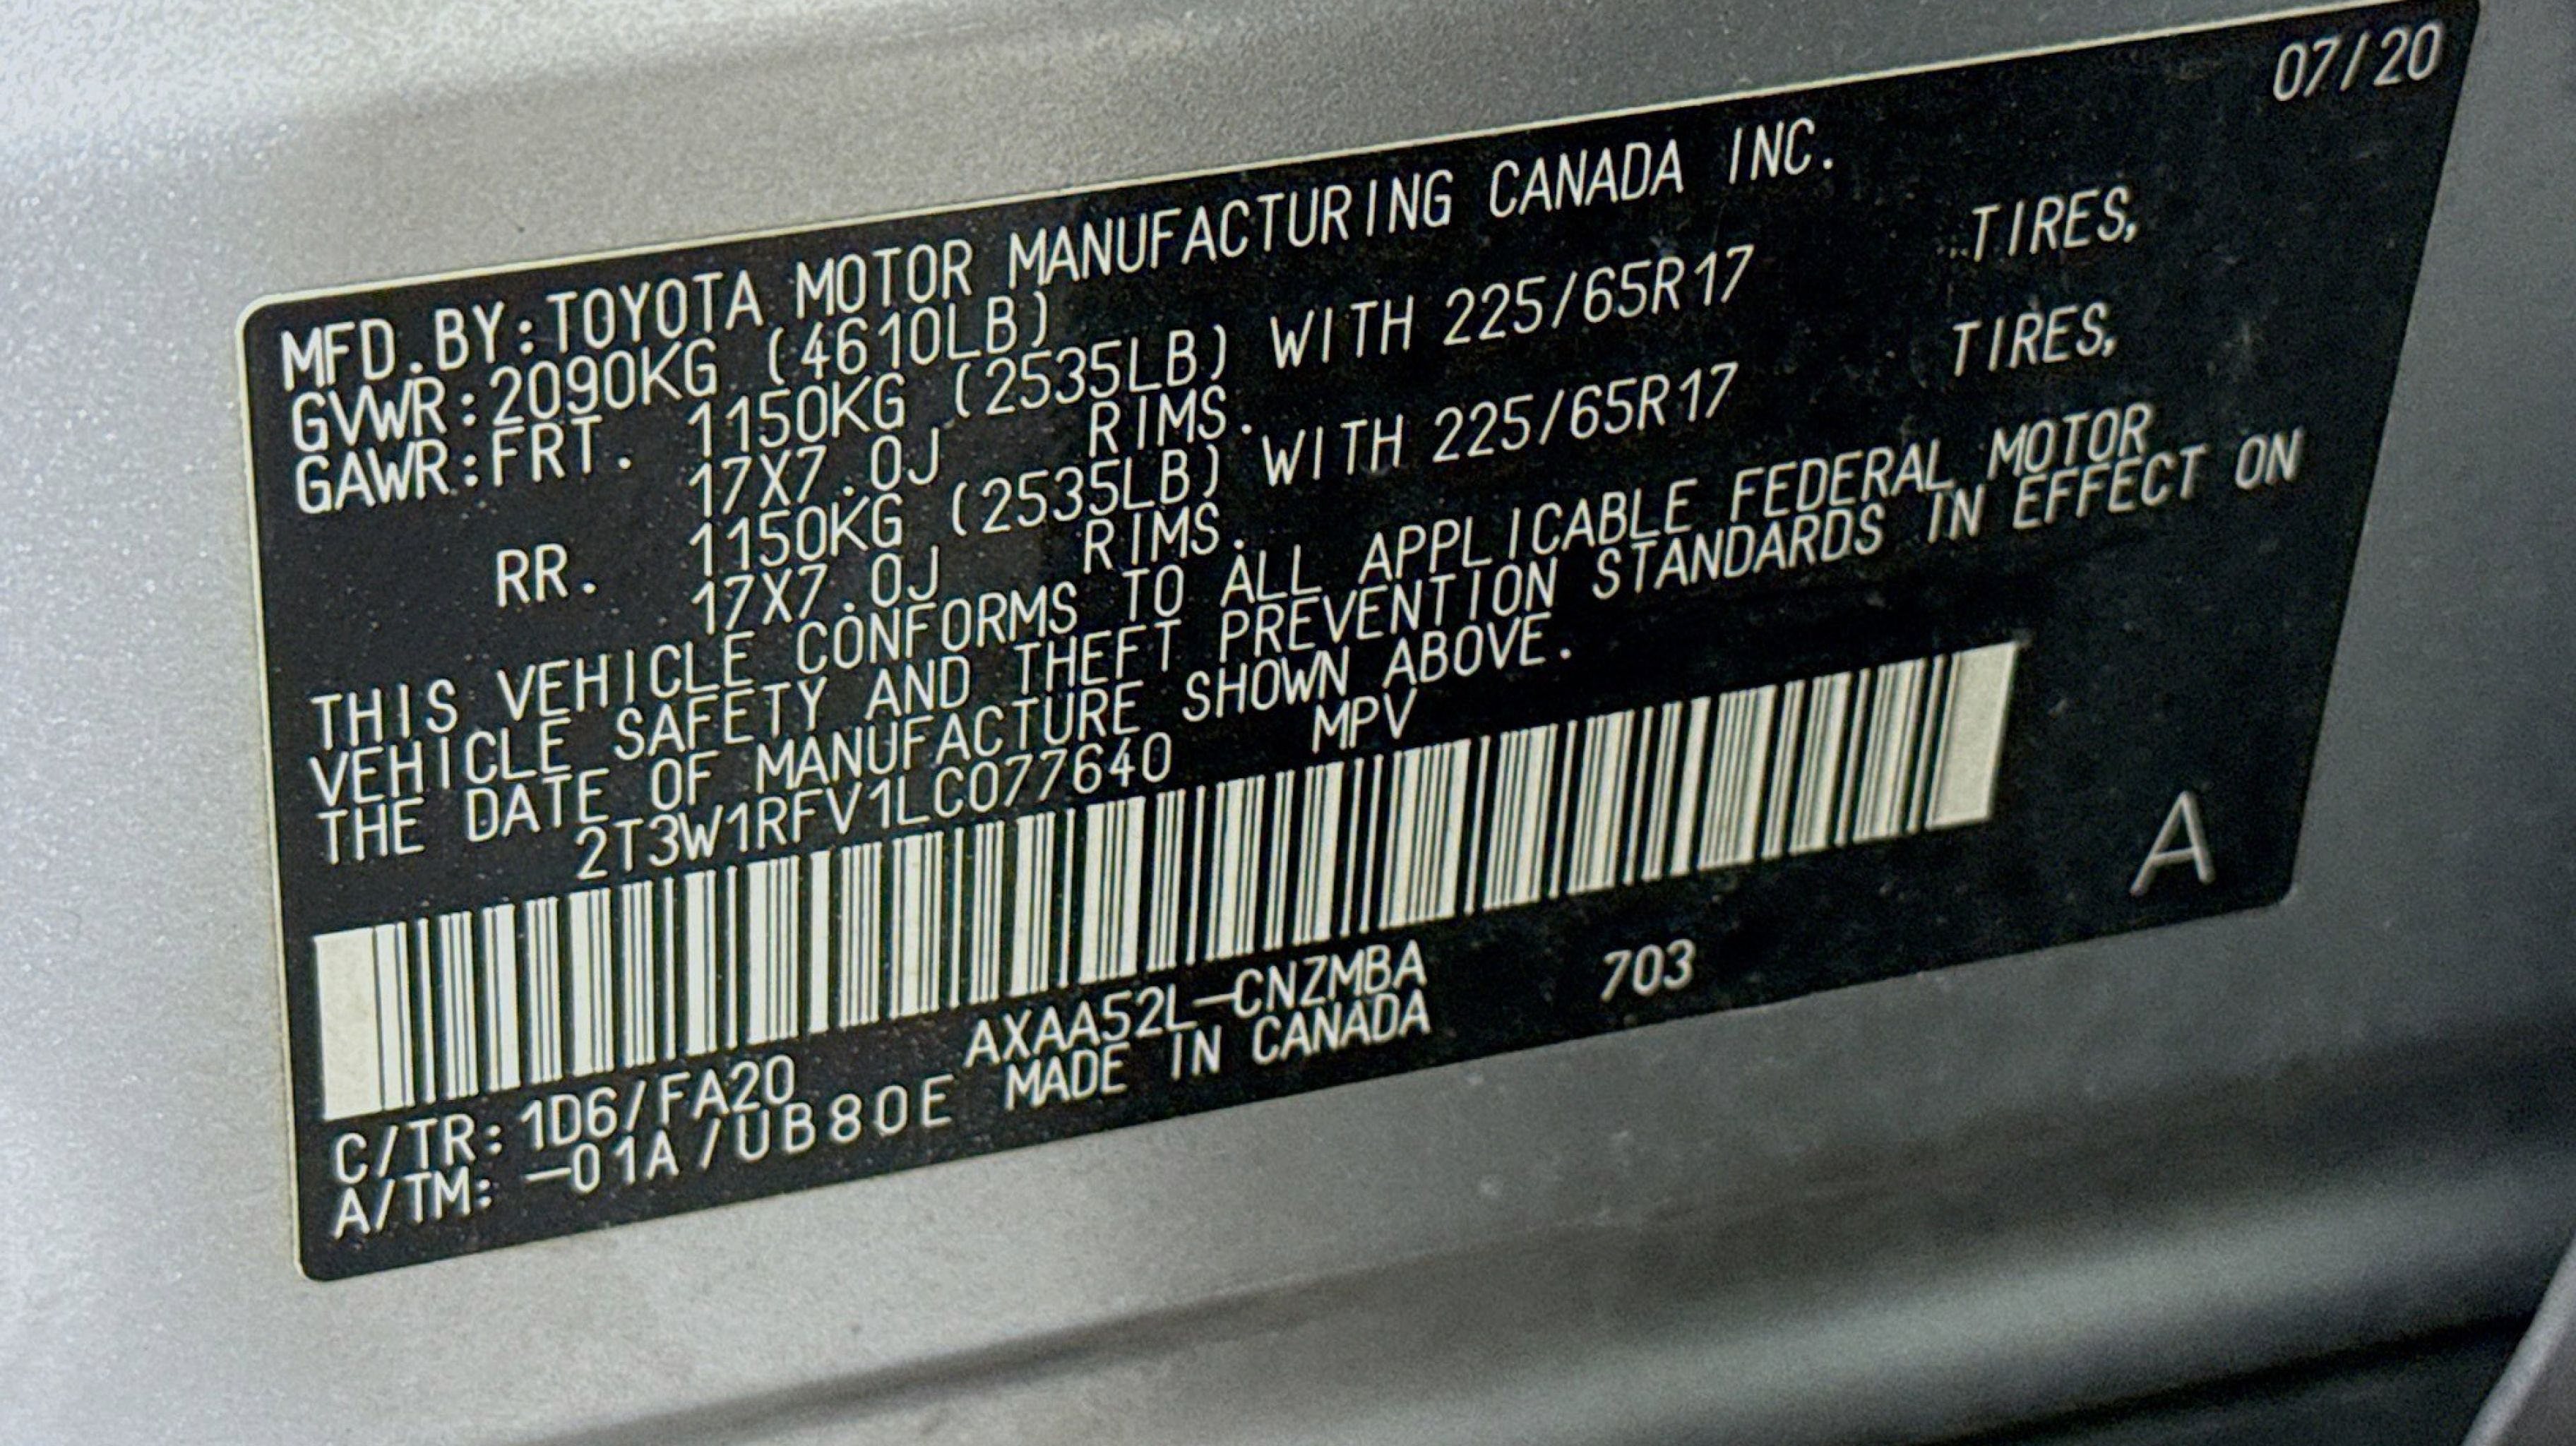 07/20
MFD.BY:TOYOTA MOTOR MANUFACTURING CANADA INC.
GVWR:2090KG (4610LB)
GAWR:FRT. 1150KG (2535LB) WITH 225/65R17 TIRES,
17X7.0J RIMS.
RR. 1150KG (2535LB) WITH 225/65R17 TIRES,
17X7.0J RIMS.
THIS VEHICLE CONFORMS TO ALL APPLICABLE FEDERAL MOTOR
VEHICLE SAFETY AND THEFT PREVENTION STANDARDS IN EFFECT ON
THE DATE OF MANUFACTURE SHOWN ABOVE.
2T3W1RFV1LC077640 MPV
A
C/TR: 1D6/FA20 AXAA52L-CNZMBA 703
A/TM: -01A/UB80E MADE IN CANADA